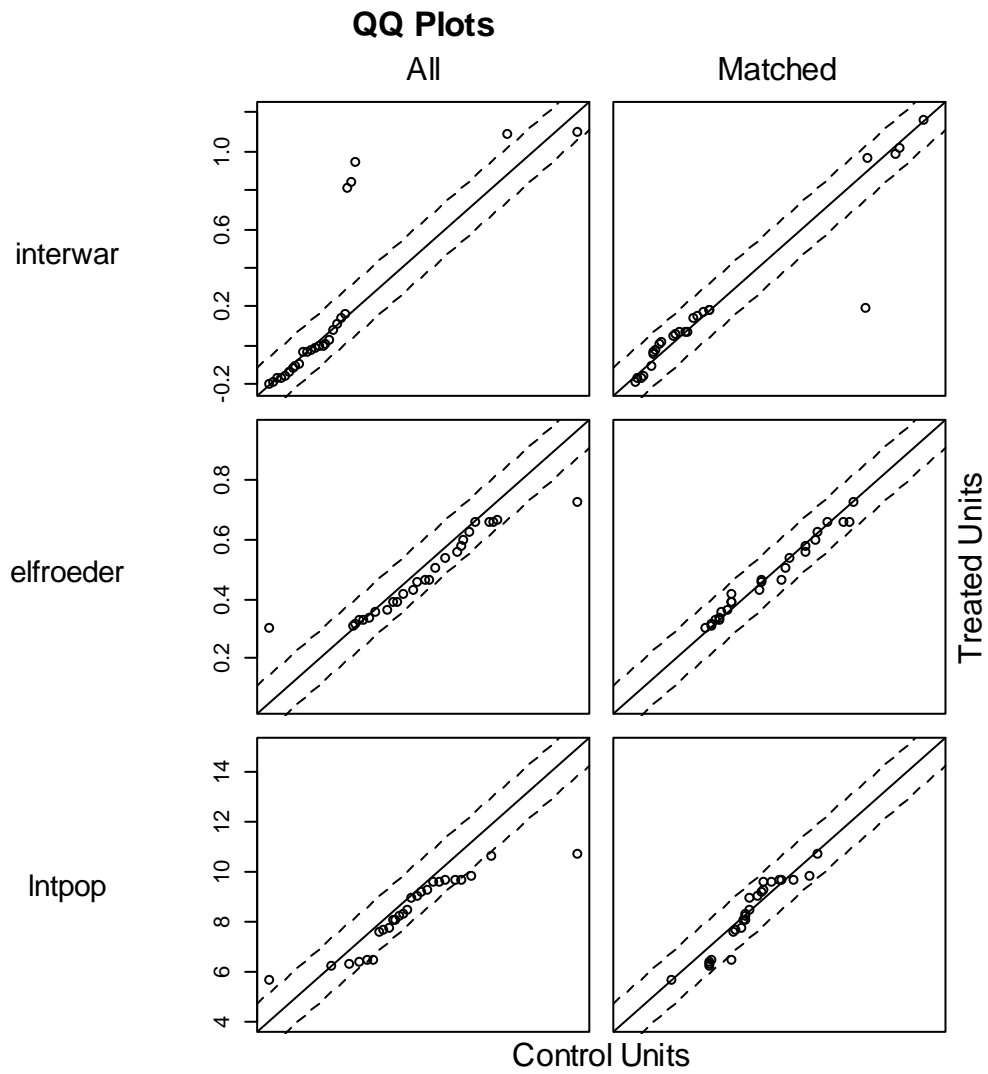 QQ Plots
All Matched
interwar
-0.2 0.2 0.6 1.0
elfroeder
0.2 0.4 0.6 0.8
lntpop
4 6 8 10 12 14
Control Units
Treated Units